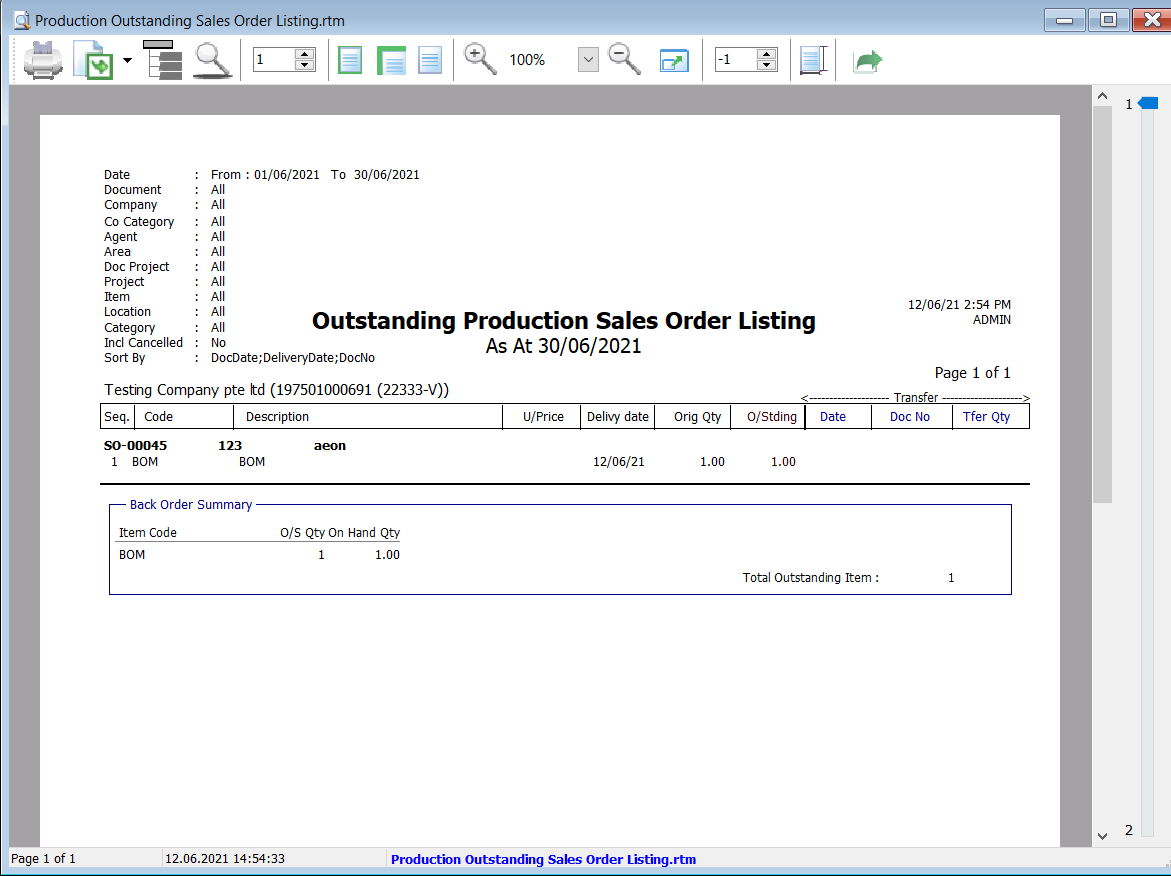 Production Outstanding Sales Order Listing.rtm
1 100% -1
1
Date : From : 01/06/2021 To 30/06/2021
Document : All
Company : All
Co Category : All
Agent : All
Area : All
Doc Project : All
Project : All
Item : All
Location : All
Category : All
Incl Cancelled : No
Sort By : DocDate;DeliveryDate;DocNo
12/06/21 2:54 PM
ADMIN
Outstanding Production Sales Order Listing
As At 30/06/2021
Page 1 of 1
Testing Company pte ltd (197501000691 (22333-V))
<-------------------- Transfer -------------------->
Seq. Code Description U/Price Delivy date Orig Qty O/Stding Date Doc No Tfer Qty
SO-00045 123 aeon
1 BOM BOM 12/06/21 1.00 1.00
Back Order Summary
Item Code O/S Qty On Hand Qty
BOM 1 1.00
Total Outstanding Item : 1
2
Page 1 of 1 12.06.2021 14:54:33 Production Outstanding Sales Order Listing.rtm